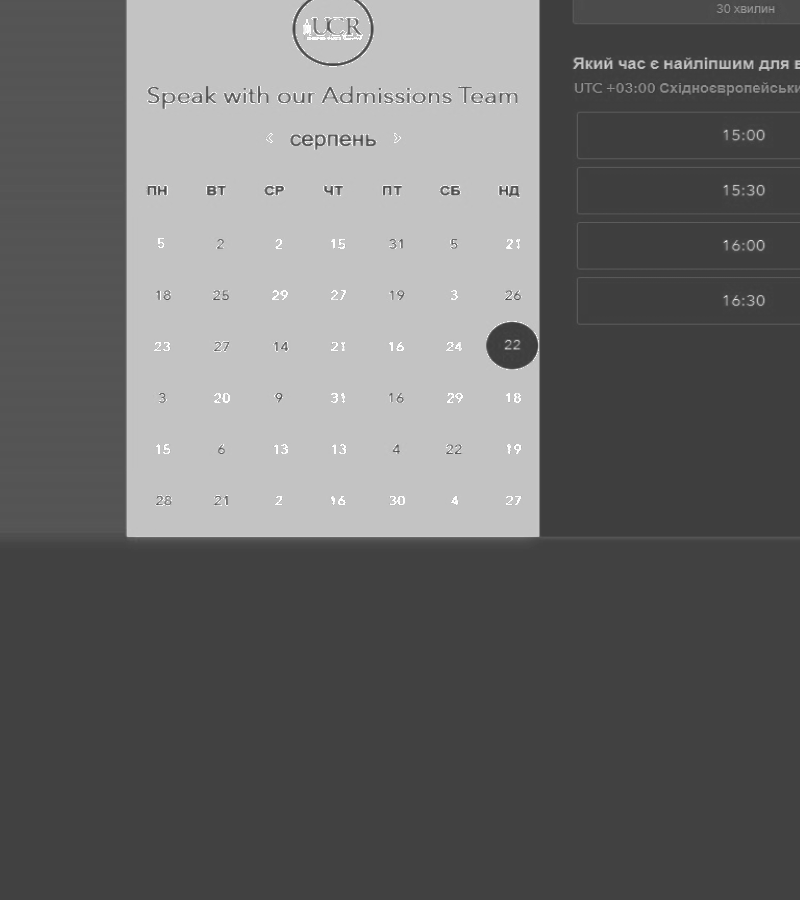 UCR
Speak with our Admissions Team
серпень
ПН ВТ СР ЧТ ПТ СБ НД
5 2 2 15 31 5 21
18 25 29 27 19 3 26
23 27 14 21 16 24 22
3 20 9 31 16 29 18
15 6 13 13 4 22 19
28 21 2 16 30 4 27
30 хвилин
Який час є найліпшим для в
UTC +03:00 Східноєвропейськи
15:00
15:30
16:00
16:30